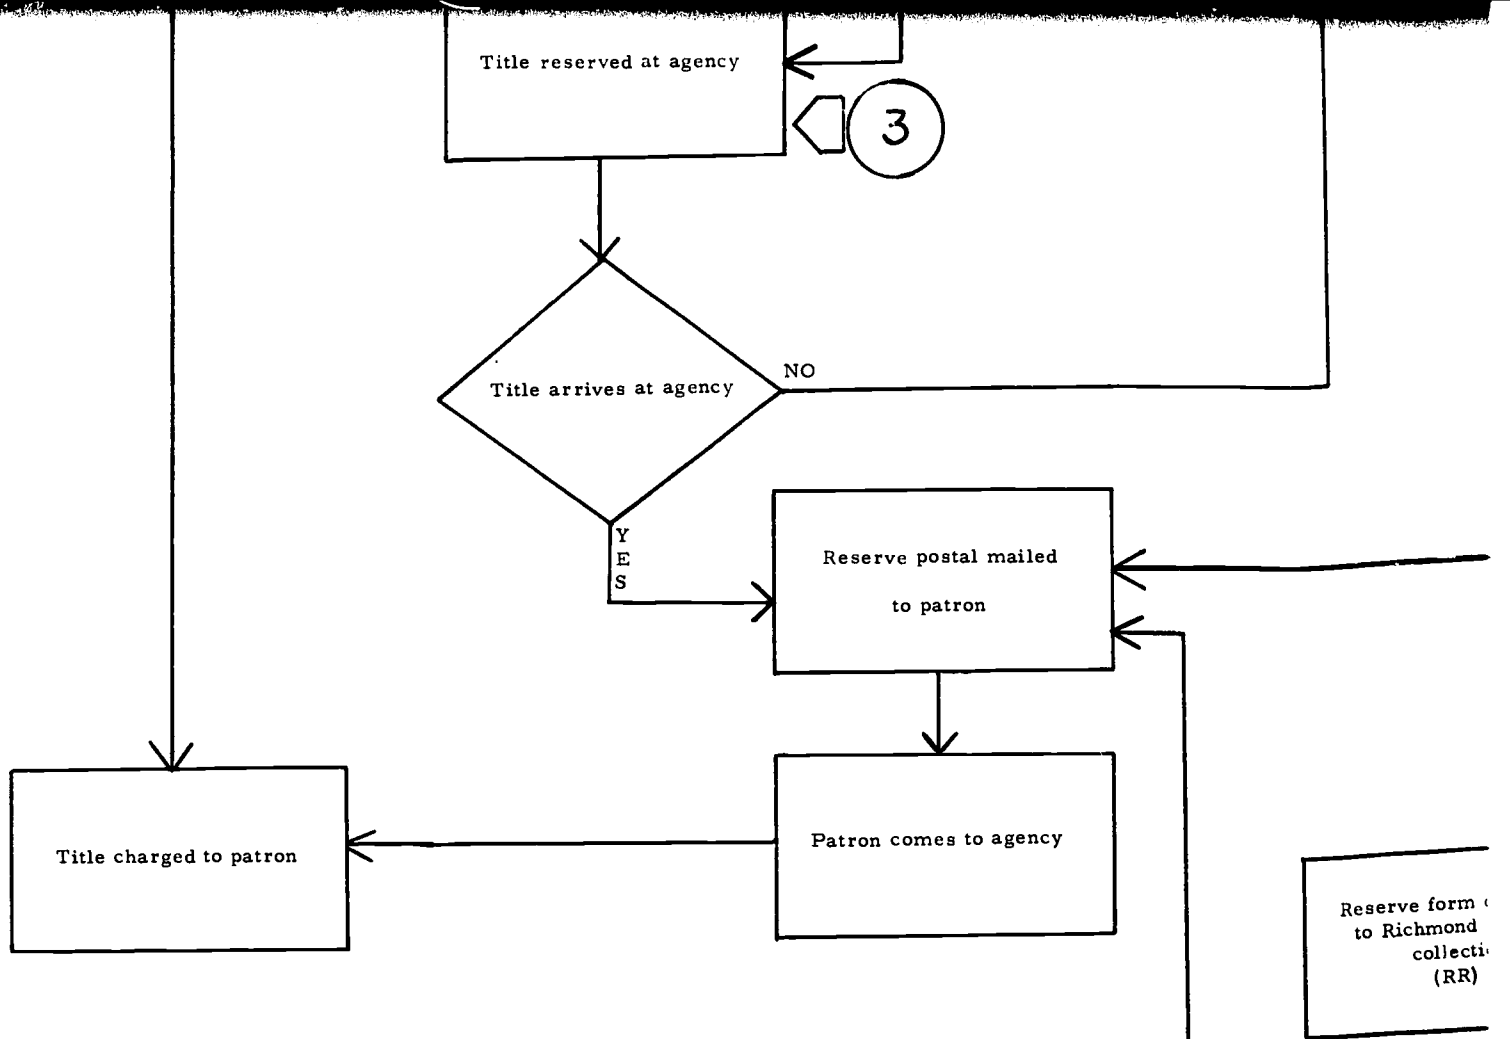 Title reserved at agency
3
Title arrives at agency
NO
YES
Reserve postal mailed
to patron
Patron comes to agency
Title charged to patron
Reserve form
to Richmond
(RR)